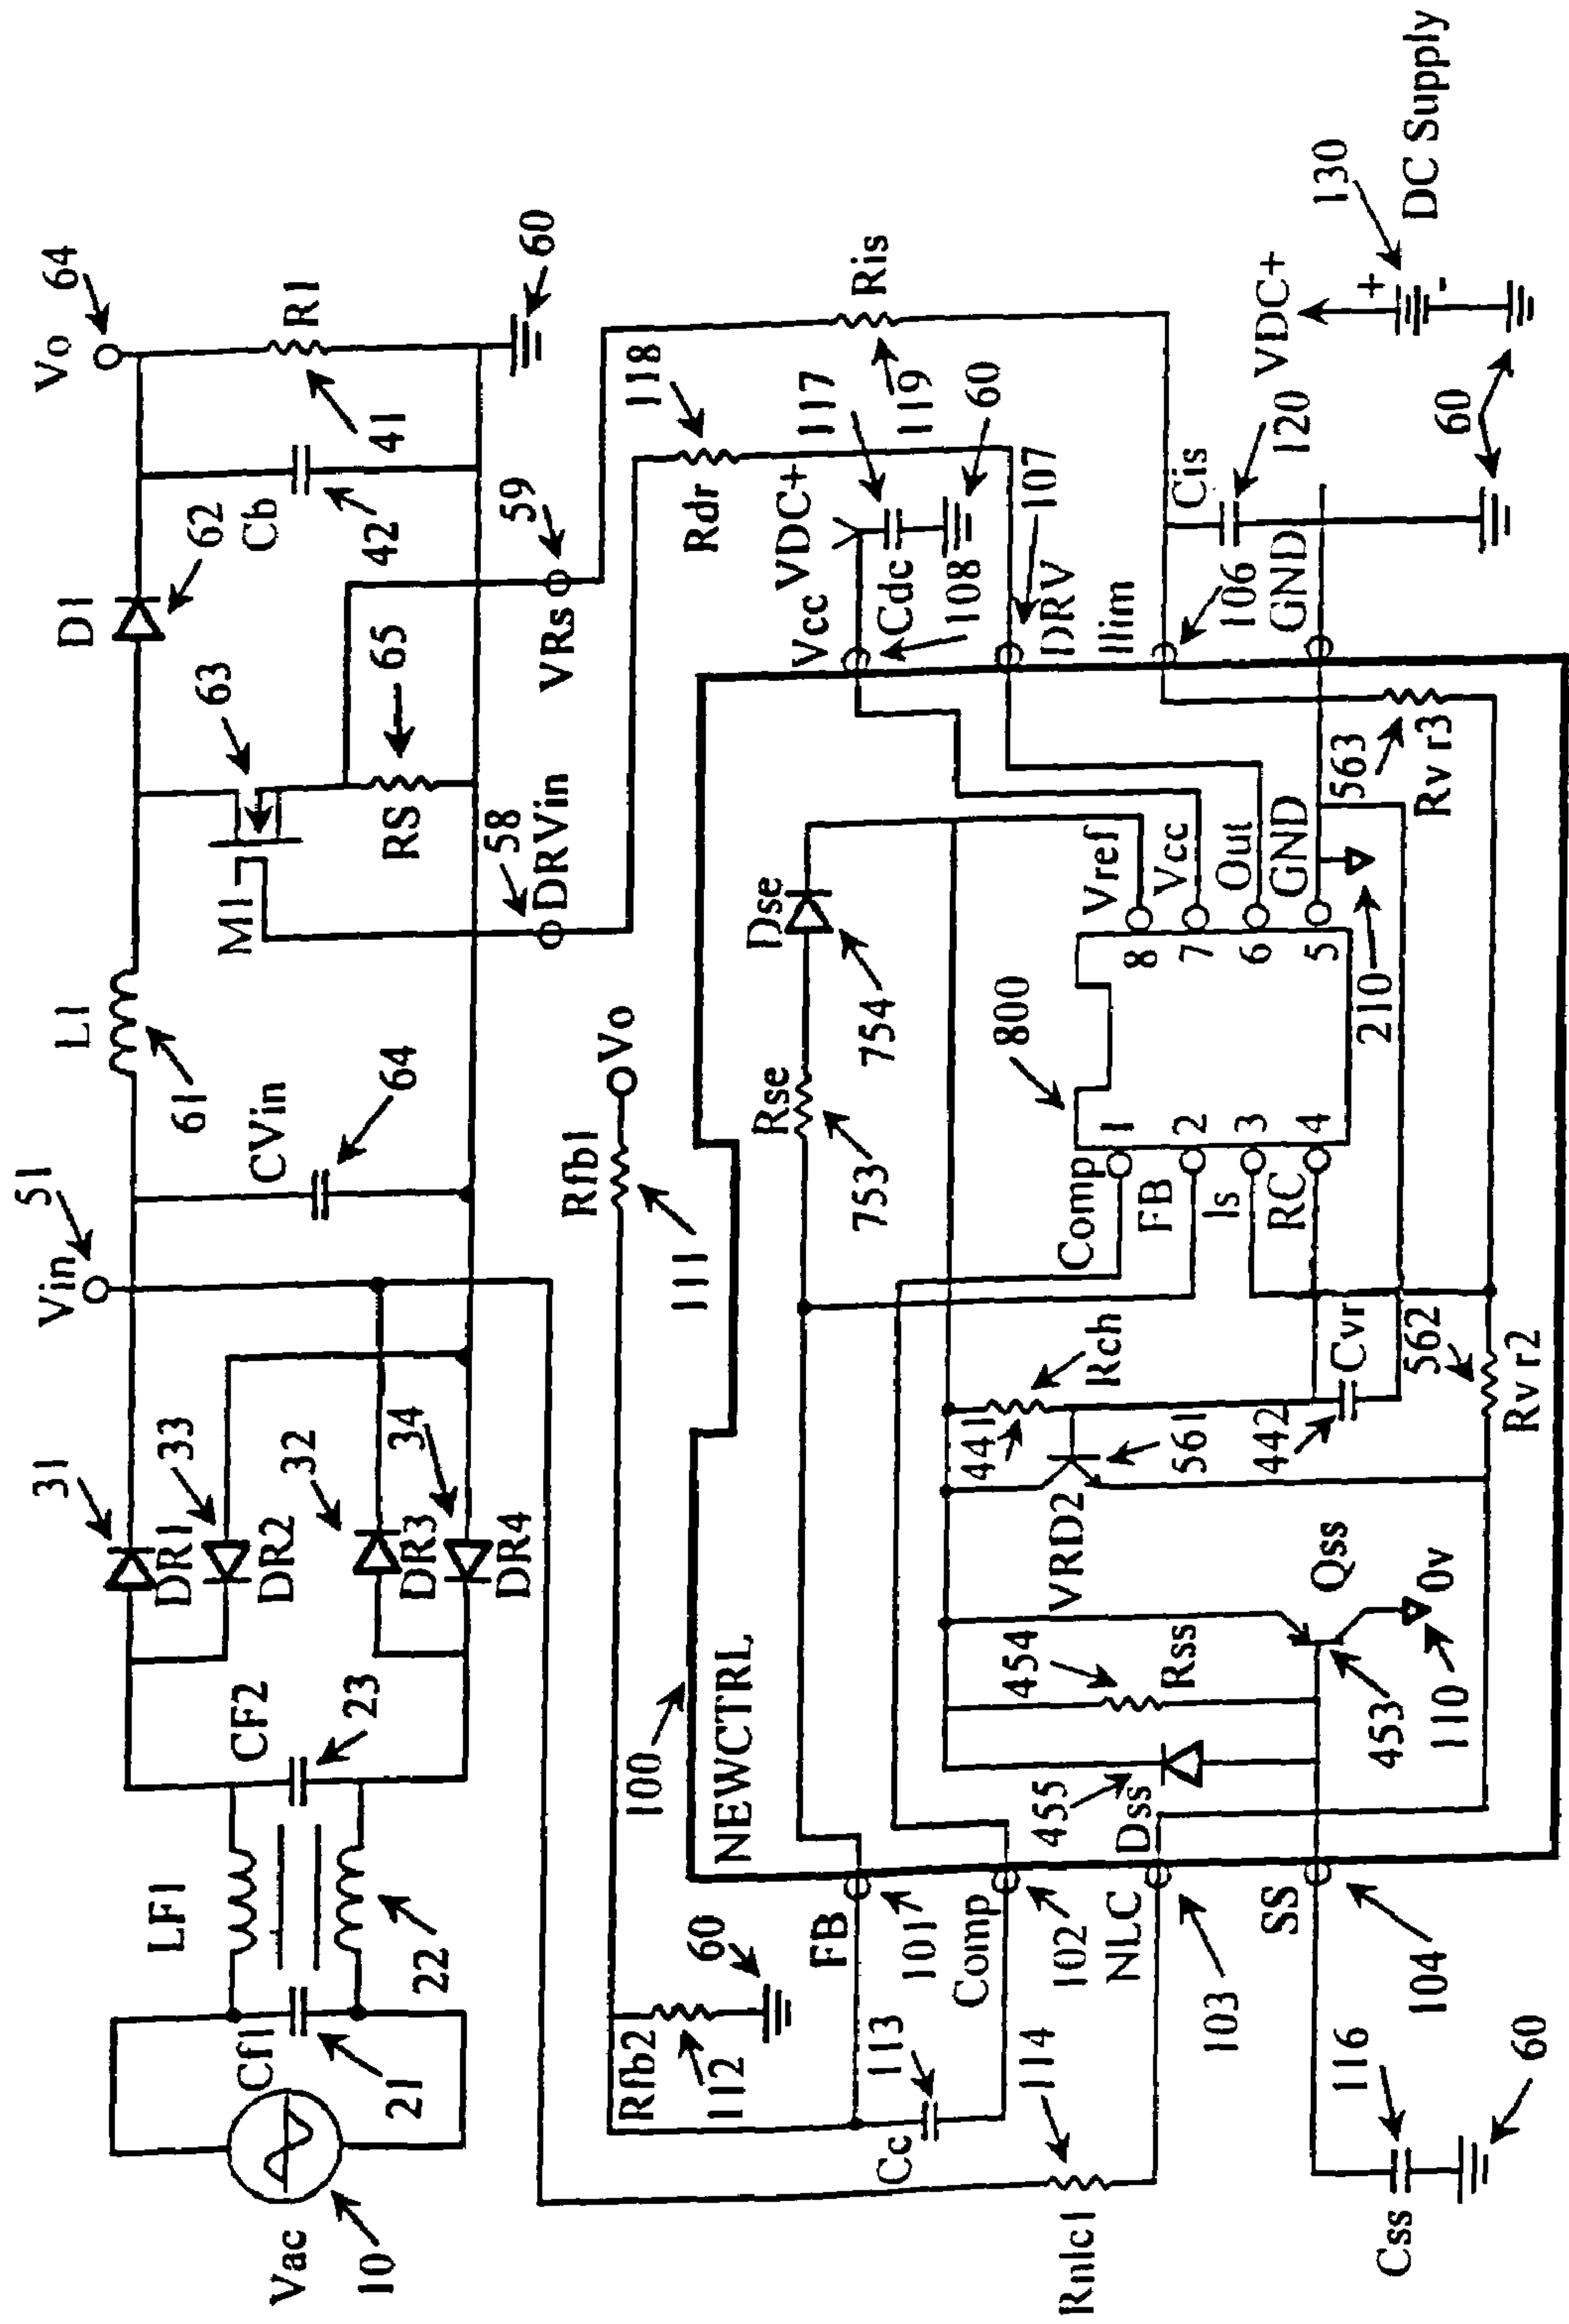 Vac
10
Cf1
21
LF1
22
CF2
23
31
DR1
33
DR2
32
DR3
34
DR4
Vin
51
CVin
64
L1
61
M1
63
RS
65
D1
62
Cb
42
Vo
64
R1
41
60
58
DRVin
59
VRs
Rfb1
Vo
111
Rfb2
112
60
100
NEWCTRL
FB
101
Comp
102
NLC
103
SS
104
Cc
113
114
Rnlc1
Css
116
60
455
Dss
454
Rss
Qss
453
0v
110
VRD2
561
441
Rch
442
Cvr
562
Rvr2
Rse
753
Dse
754
800
Comp
FB
Is
RC
1
2
3
4
8
7
6
5
Vref
Vcc
Out
GND
210
563
Rvr3
Vcc
VDC+
Cdc
108
117
60
Rdr
118
DRV
107
Ris
119
Ilim
106
GND
Cis
120
60
VDC+
+
-
130
DC Supply